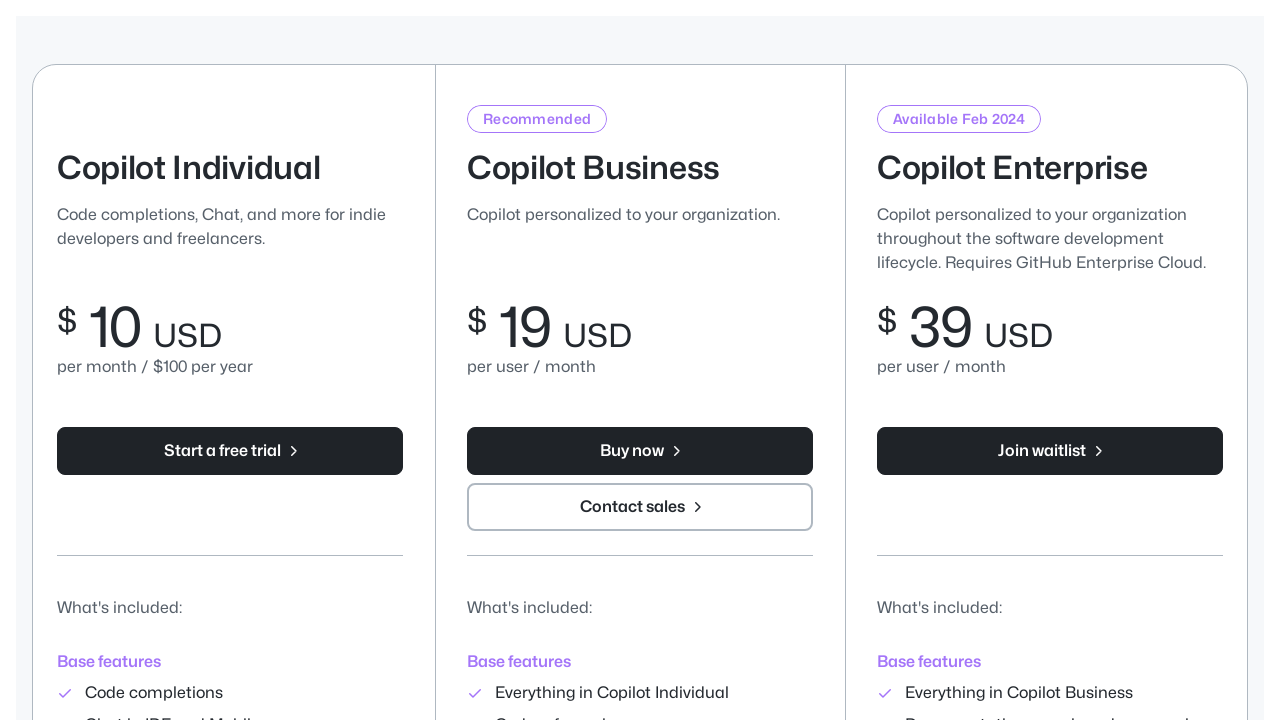 Copilot Individual
Code completions, Chat, and more for indie
developers and freelancers.
$ 10 USD
per month / $100 per year
Start a free trial
What's included:
Base features
Code completions
Recommended
Copilot Business
Copilot personalized to your organization.
$ 19 USD
per user / month
Buy now
Contact sales
What's included:
Base features
Everything in Copilot Individual
Available Feb 2024
Copilot Enterprise
Copilot personalized to your organization
throughout the software development
lifecycle. Requires GitHub Enterprise Cloud.
$ 39 USD
per user / month
Join waitlist
What's included:
Base features
Everything in Copilot Business